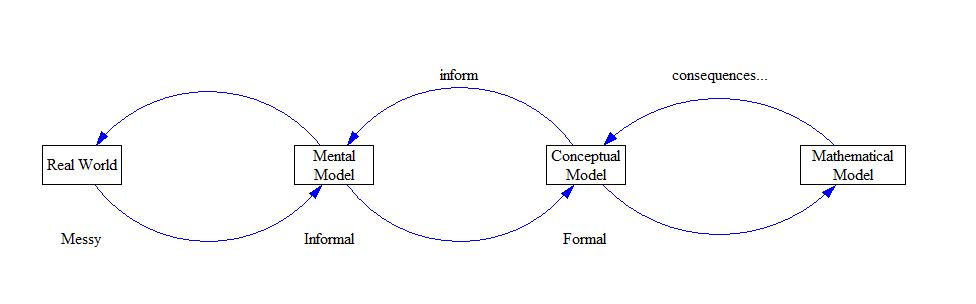 inform
consequences...
Real World
Mental
Model
Conceptual
Model
Mathematical
Model
Messy
Informal
Formal